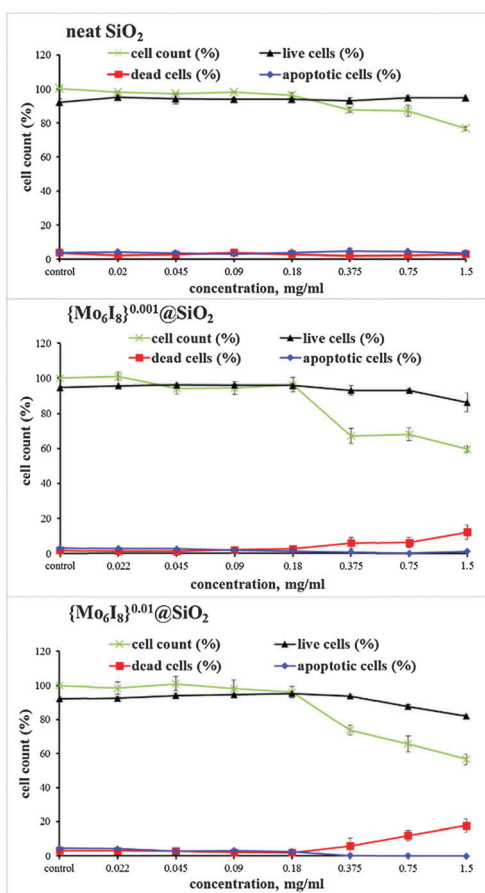 neat SiO₂
cell count (%) live cells (%)
dead cells (%) apoptotic cells (%)
120
100
80
60
40
20
0
cell count (%)
control 0.02 0.045 0.09 0.18 0.375 0.75 1.5
concentration, mg/ml
{Mo₆I₈}⁰·⁰⁰¹@SiO₂
cell count (%) live cells (%)
dead cells (%) apoptotic cells (%)
120
100
80
60
40
20
0
cell count (%)
control 0.022 0.045 0.09 0.18 0.375 0.75 1.5
concentration, mg/ml
{Mo₆I₈}⁰·⁰¹@SiO₂
cell count (%) live cells (%)
dead cells (%) apoptotic cells (%)
120
100
80
60
40
20
0
cell count (%)
control 0.022 0.045 0.09 0.18 0.375 0.75 1.5
concentration, mg/ml